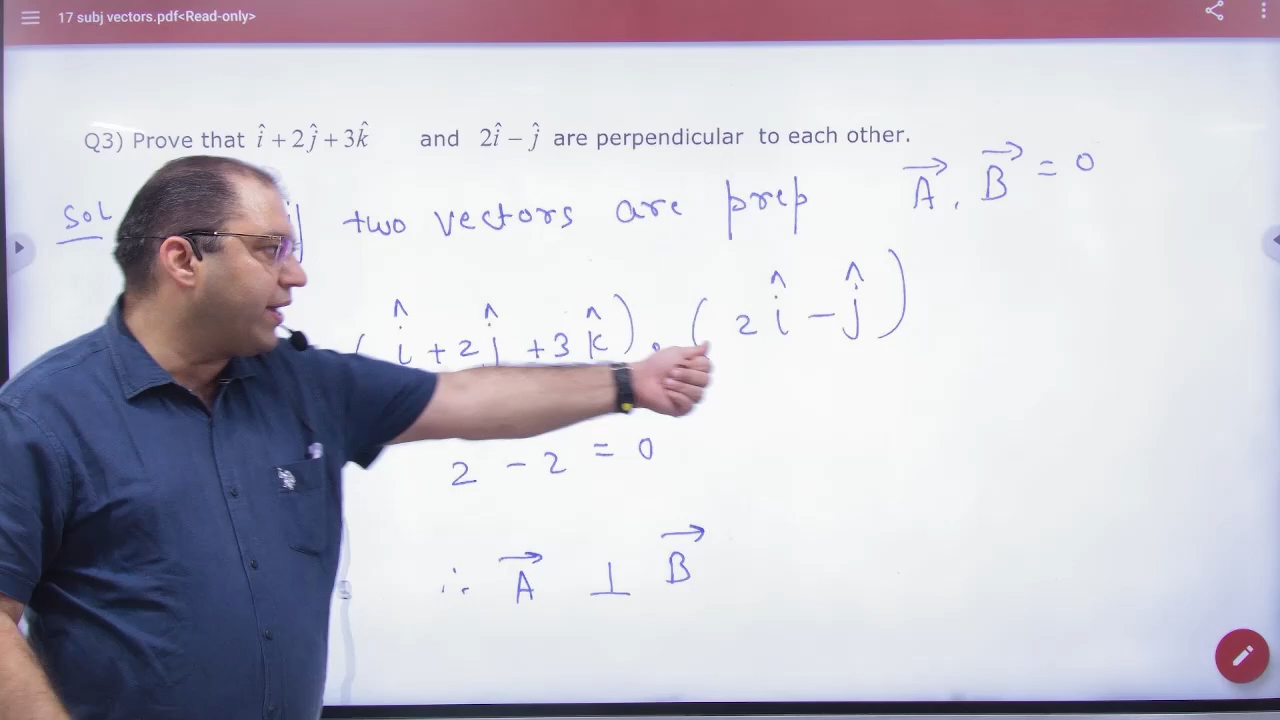 17 subj vectors.pdf<Read-only>
Q3) Prove that î + 2ĵ + 3k̂ and 2î − ĵ are perpendicular to each other.
Sol two vectors are prep A⃗ . B⃗ = 0
( î + 2ĵ + 3k̂ ) . ( 2î − ĵ )
2 − 2 = 0
∴ A⃗ ⊥ B⃗